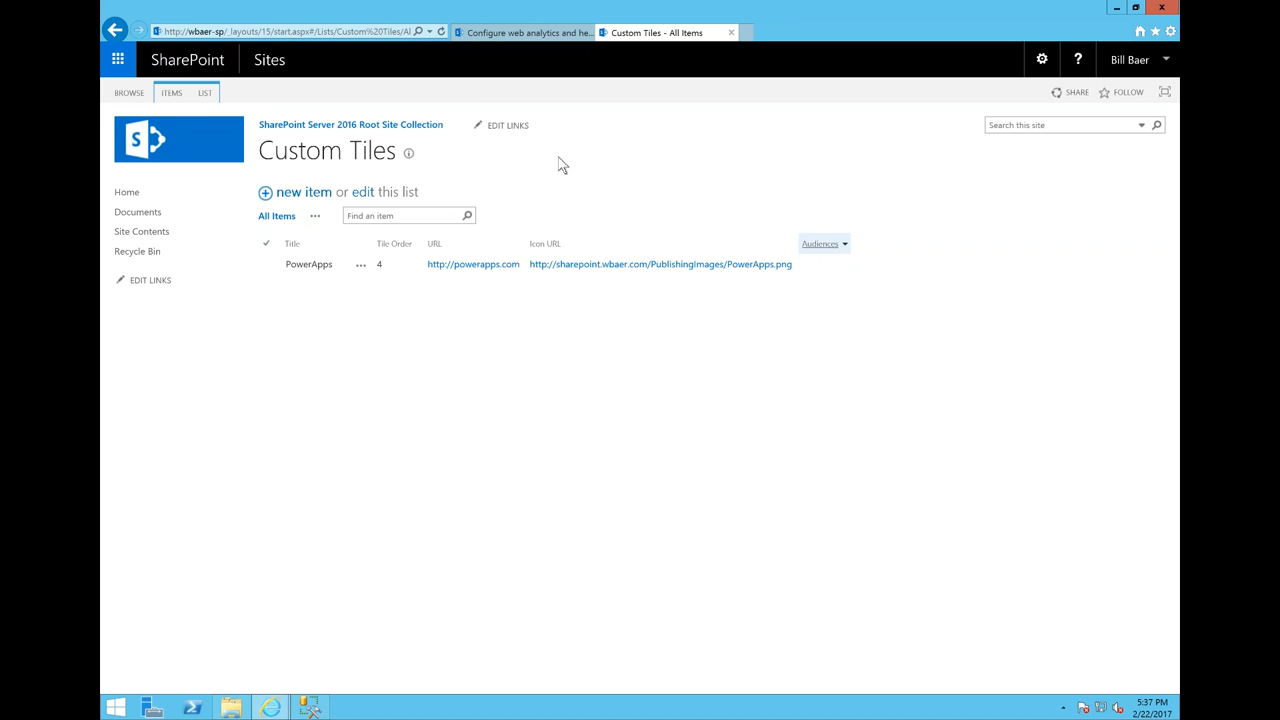 http://wbaer-sp/_layouts/15/start.aspx#/Lists/Custom%20Tiles/Al
Configure web analytics and he...
Custom Tiles - All Items
SharePoint
Sites
?
Bill Baer
BROWSE
ITEMS
LIST
SHARE
FOLLOW
S
SharePoint Server 2016 Root Site Collection
EDIT LINKS
Search this site
Custom Tiles
Home
Documents
Site Contents
Recycle Bin
EDIT LINKS
new item or edit this list
All Items
...
Find an item
Title
Tile Order
URL
Icon URL
Audiences
PowerApps
...
4
http://powerapps.com
http://sharepoint.wbaer.com/PublishingImages/PowerApps.png
5:37 PM
2/22/2017